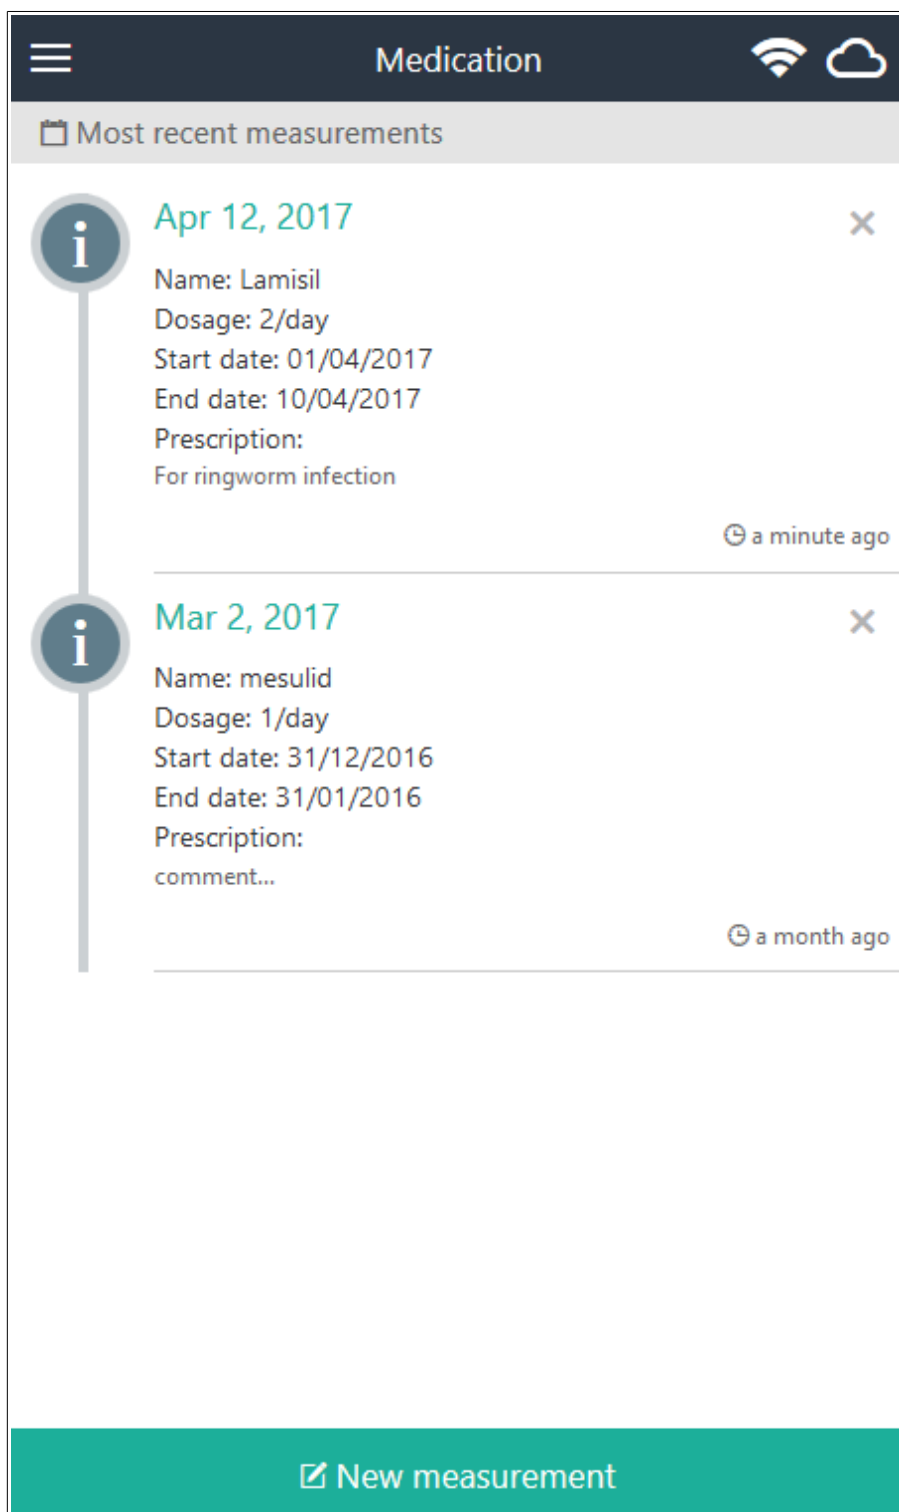 Medication
Most recent measurements
Apr 12, 2017
Name: Lamisil
Dosage: 2/day
Start date: 01/04/2017
End date: 10/04/2017
Prescription:
For ringworm infection
a minute ago
Mar 2, 2017
Name: mesulid
Dosage: 1/day
Start date: 31/12/2016
End date: 31/01/2016
Prescription:
comment...
a month ago
New measurement